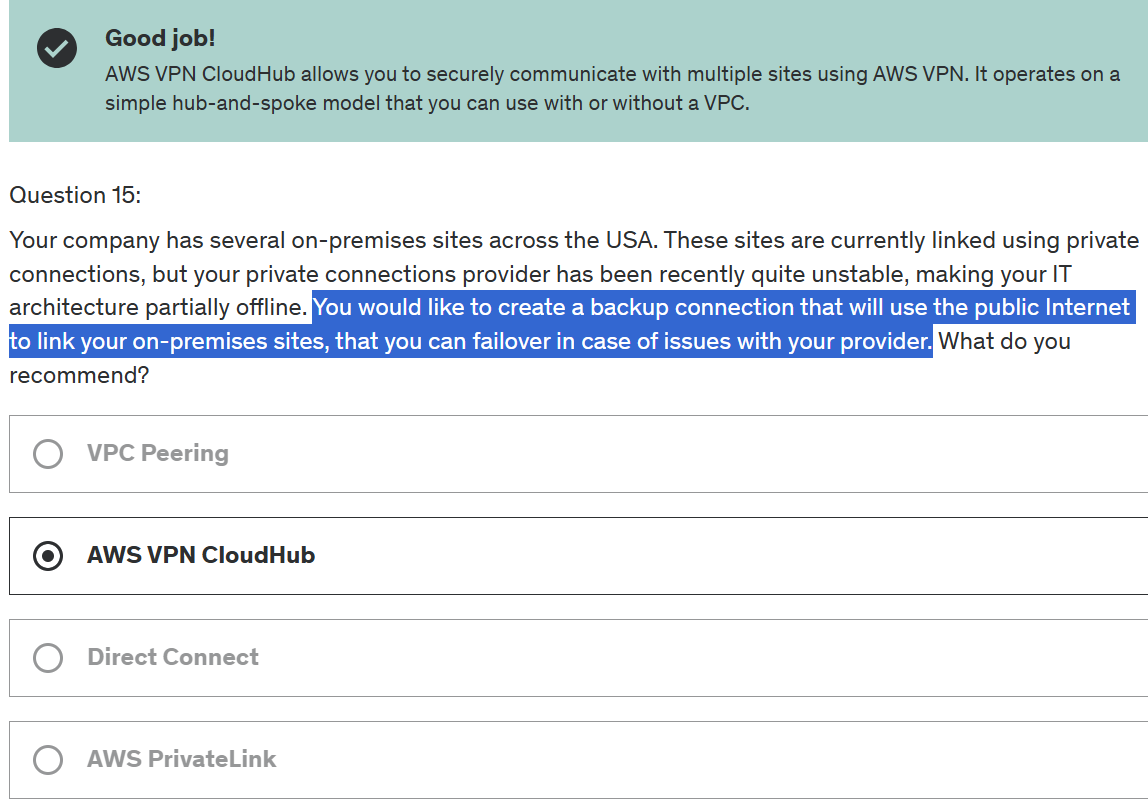 Good job!
AWS VPN CloudHub allows you to securely communicate with multiple sites using AWS VPN. It operates on a
simple hub-and-spoke model that you can use with or without a VPC.
Question 15:
Your company has several on-premises sites across the USA. These sites are currently linked using private
connections, but your private connections provider has been recently quite unstable, making your IT
architecture partially offline. You would like to create a backup connection that will use the public Internet
to link your on-premises sites, that you can failover in case of issues with your provider. What do you
recommend?
VPC Peering
AWS VPN CloudHub
Direct Connect
AWS PrivateLink